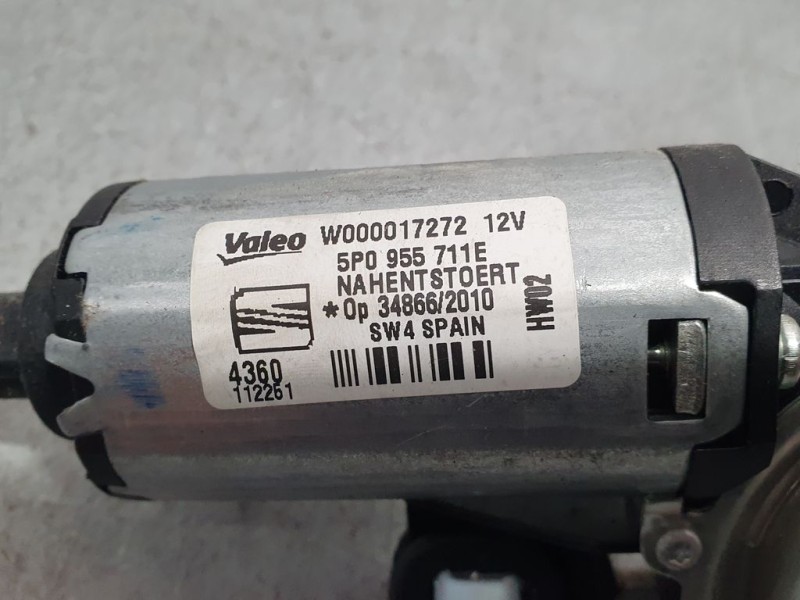 Valeo W000017272 12V
5P0 955 711E
NAHENTSTOERT
*Op 34866/2010
SW4 SPAIN
HW02
4360
112261